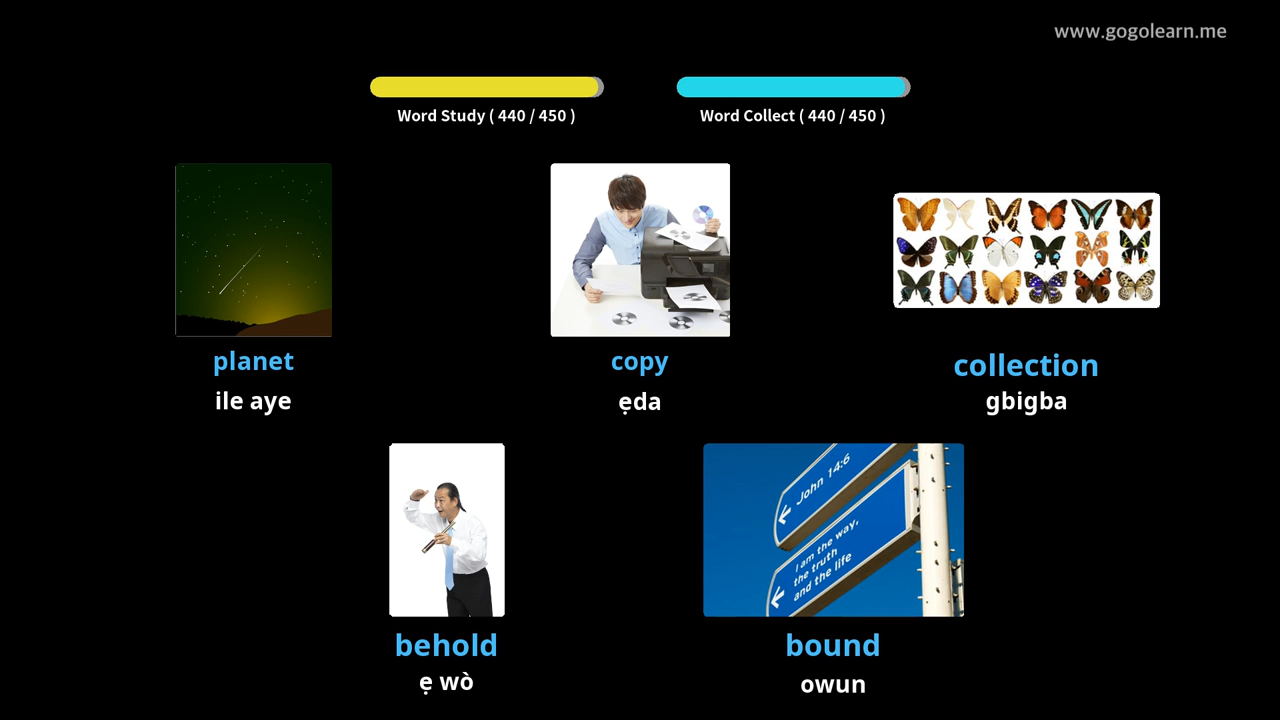 www.gogolearn.me
Word Study ( 440 / 450 )
Word Collect ( 440 / 450 )
planet
ile aye
copy
ẹda
collection
gbigba
John 14:6
I am the way,
the truth
and the life
behold
ẹ wò
bound
owun